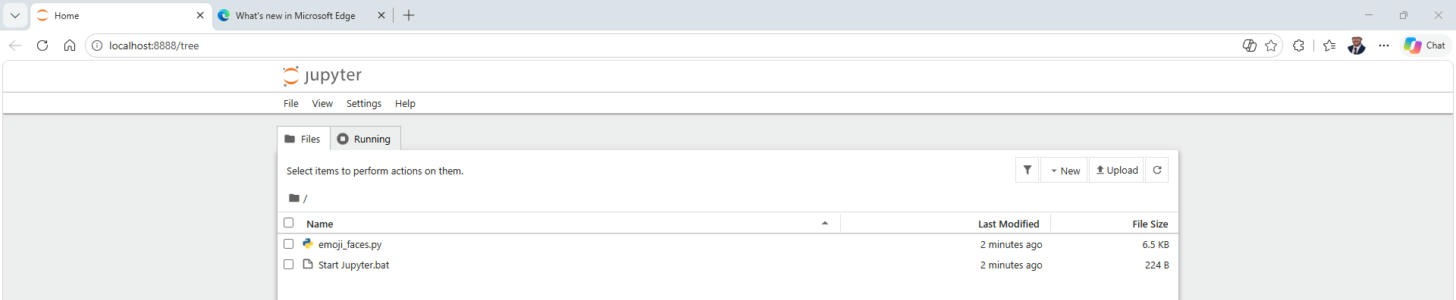 Home What's new in Microsoft Edge
localhost:8888/tree Chat
jupyter
File View Settings Help
Files Running
Select items to perform actions on them. New Upload
/
Name Last Modified File Size
emoji_faces.py 2 minutes ago 6.5 KB
Start Jupyter.bat 2 minutes ago 224 B